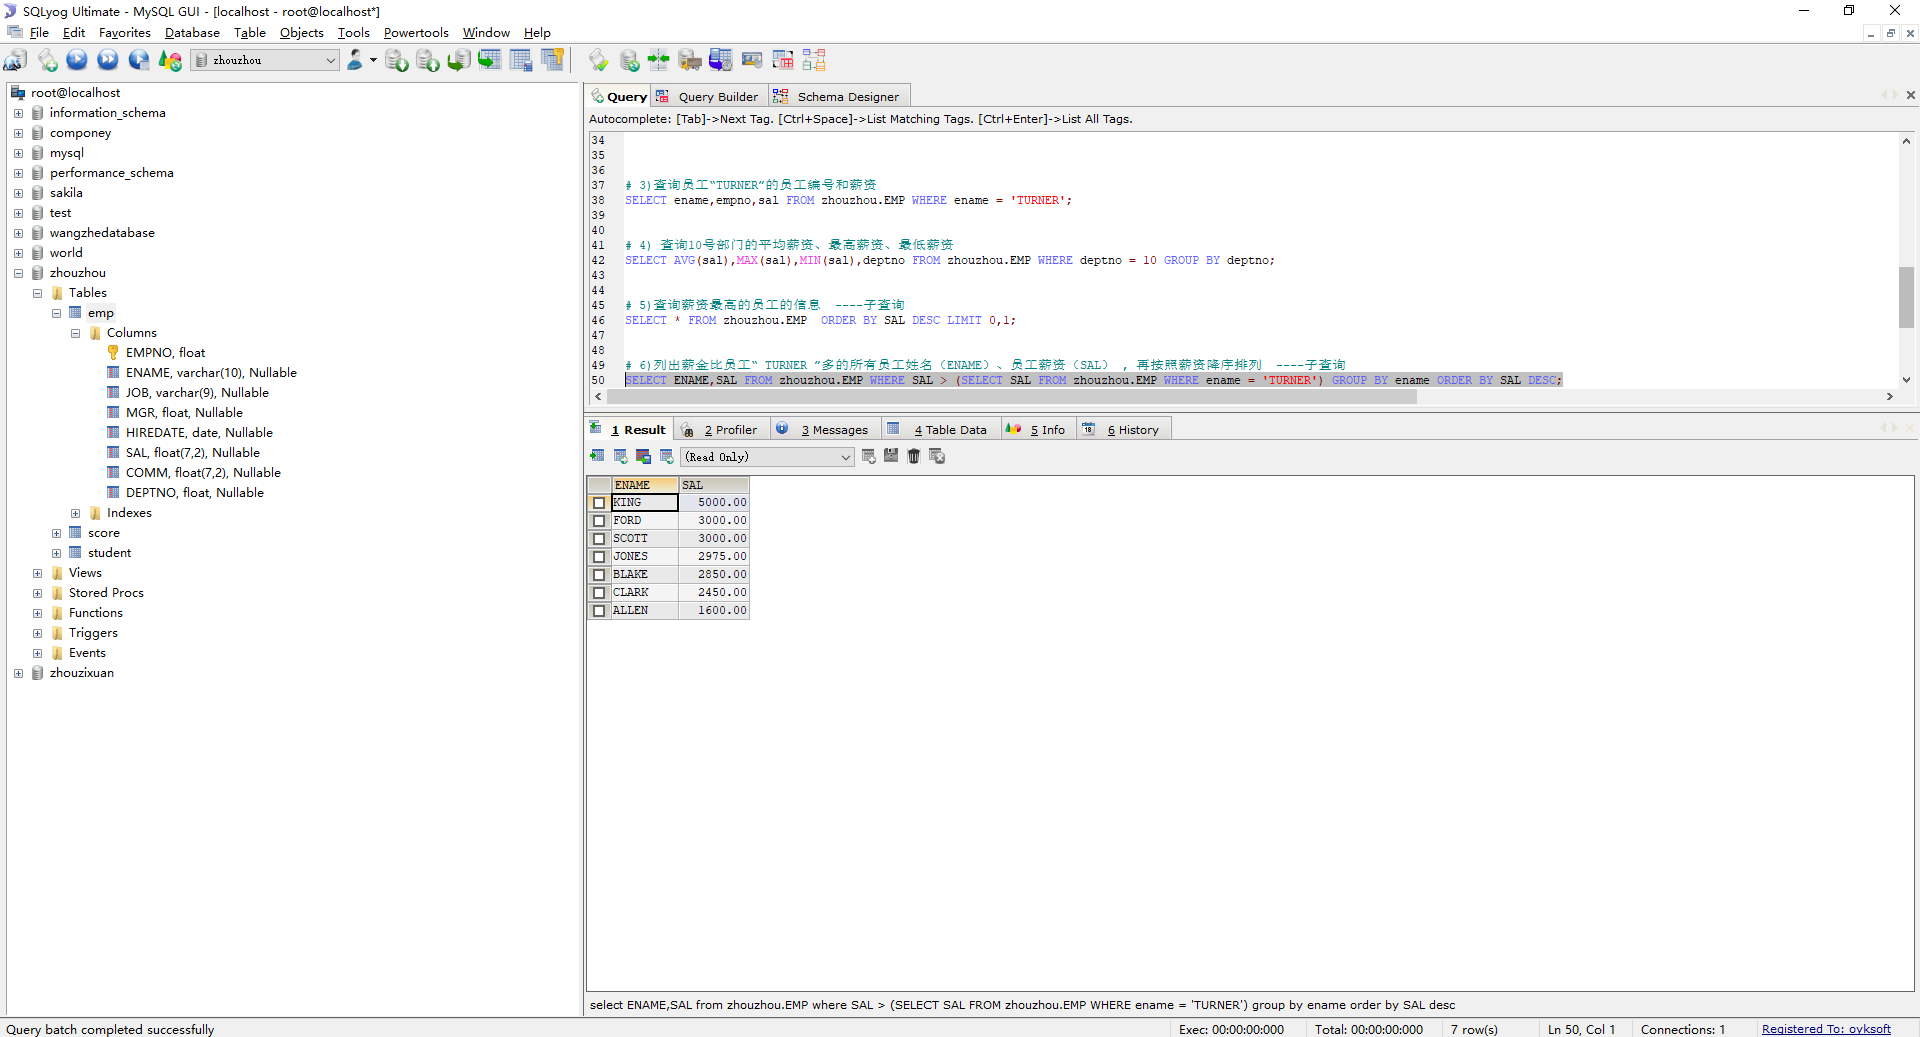 SQLyog Ultimate - MySQL GUI - [localhost - root@localhost*]
File Edit Favorites Database Table Objects Tools Powertools Window Help
zhouzhou
root@localhost
information_schema
componey
mysql
performance_schema
sakila
test
wangzhedatabase
world
zhouzhou
Tables
emp
Columns
EMPNO, float
ENAME, varchar(10), Nullable
JOB, varchar(9), Nullable
MGR, float, Nullable
HIREDATE, date, Nullable
SAL, float(7,2), Nullable
COMM, float(7,2), Nullable
DEPTNO, float, Nullable
Indexes
score
student
Views
Stored Procs
Functions
Triggers
Events
zhouzixuan
Query Query Builder Schema Designer
Autocomplete: [Tab]->Next Tag. [Ctrl+Space]->List Matching Tags. [Ctrl+Enter]->List All Tags.
34
35
36
37 # 3)查询员工“TURNER”的员工编号和薪资
38 SELECT ename,empno,sal FROM zhouzhou.EMP WHERE ename = 'TURNER';
39
40
41 # 4) 查询10号部门的平均薪资、最高薪资、最低薪资
42 SELECT AVG(sal),MAX(sal),MIN(sal),deptno FROM zhouzhou.EMP WHERE deptno = 10 GROUP BY deptno;
43
44
45 # 5)查询薪资最高的员工的信息 ----子查询
46 SELECT * FROM zhouzhou.EMP  ORDER BY SAL DESC LIMIT 0,1;
47
48
49 # 6)列出薪金比员工“ TURNER ”多的所有员工姓名（ENAME）、员工薪资（SAL） , 再按照薪资降序排列 ----子查询
50 SELECT ENAME,SAL FROM zhouzhou.EMP WHERE SAL > (SELECT SAL FROM zhouzhou.EMP WHERE ename = 'TURNER') GROUP BY ename ORDER BY SAL DESC;
1 Result 2 Profiler 3 Messages 4 Table Data 5 Info 18 6 History
(Read Only)
ENAME SAL
KING 5000.00
FORD 3000.00
SCOTT 3000.00
JONES 2975.00
BLAKE 2850.00
CLARK 2450.00
ALLEN 1600.00
select ENAME,SAL from zhouzhou.EMP where SAL > (SELECT SAL FROM zhouzhou.EMP WHERE ename = 'TURNER') group by ename order by SAL desc
Query batch completed successfully Exec: 00:00:00:000 Total: 00:00:00:000 7 row(s) Ln 50, Col 1 Connections: 1 Registered To: ovksoft